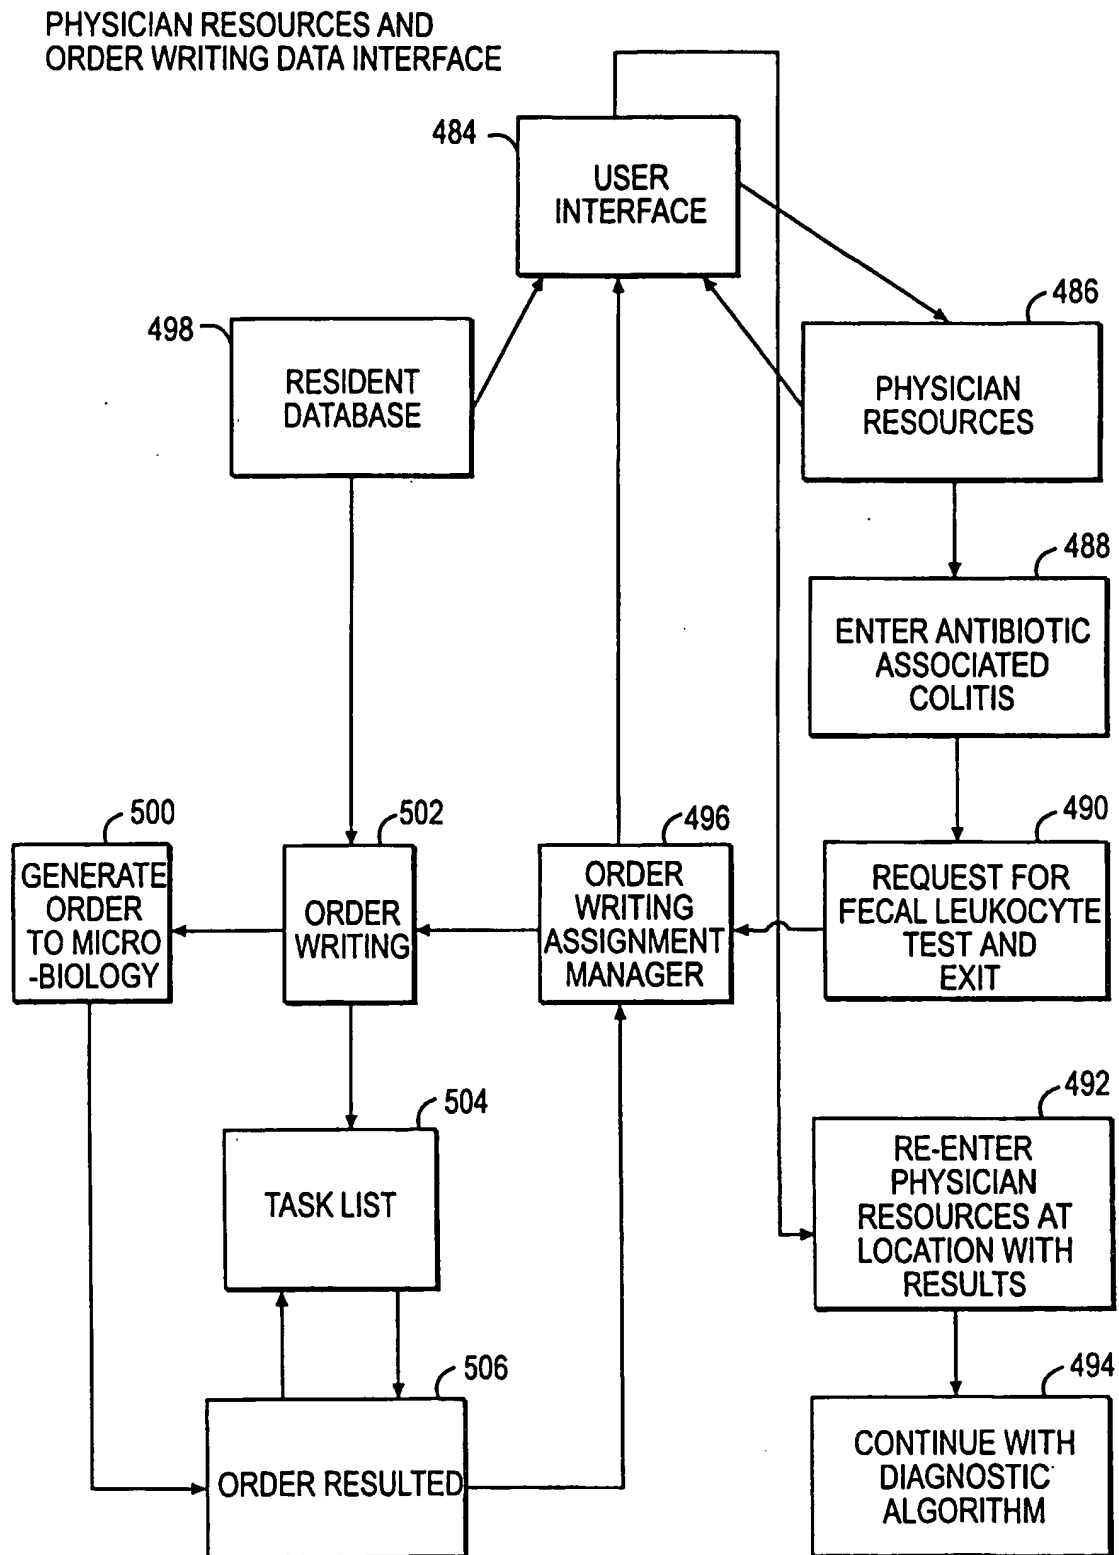 PHYSICIAN RESOURCES AND
ORDER WRITING DATA INTERFACE
484
USER
INTERFACE
498
RESIDENT
DATABASE
486
PHYSICIAN
RESOURCES
488
ENTER ANTIBIOTIC
ASSOCIATED
COLITIS
500
GENERATE
ORDER
TO MICRO
-BIOLOGY
502
ORDER
WRITING
496
ORDER
WRITING
ASSIGNMENT
MANAGER
490
REQUEST FOR
FECAL LEUKOCYTE
TEST AND
EXIT
504
TASK LIST
492
RE-ENTER
PHYSICIAN
RESOURCES AT
LOCATION WITH
RESULTS
506
ORDER RESULTED
494
CONTINUE WITH
DIAGNOSTIC
ALGORITHM